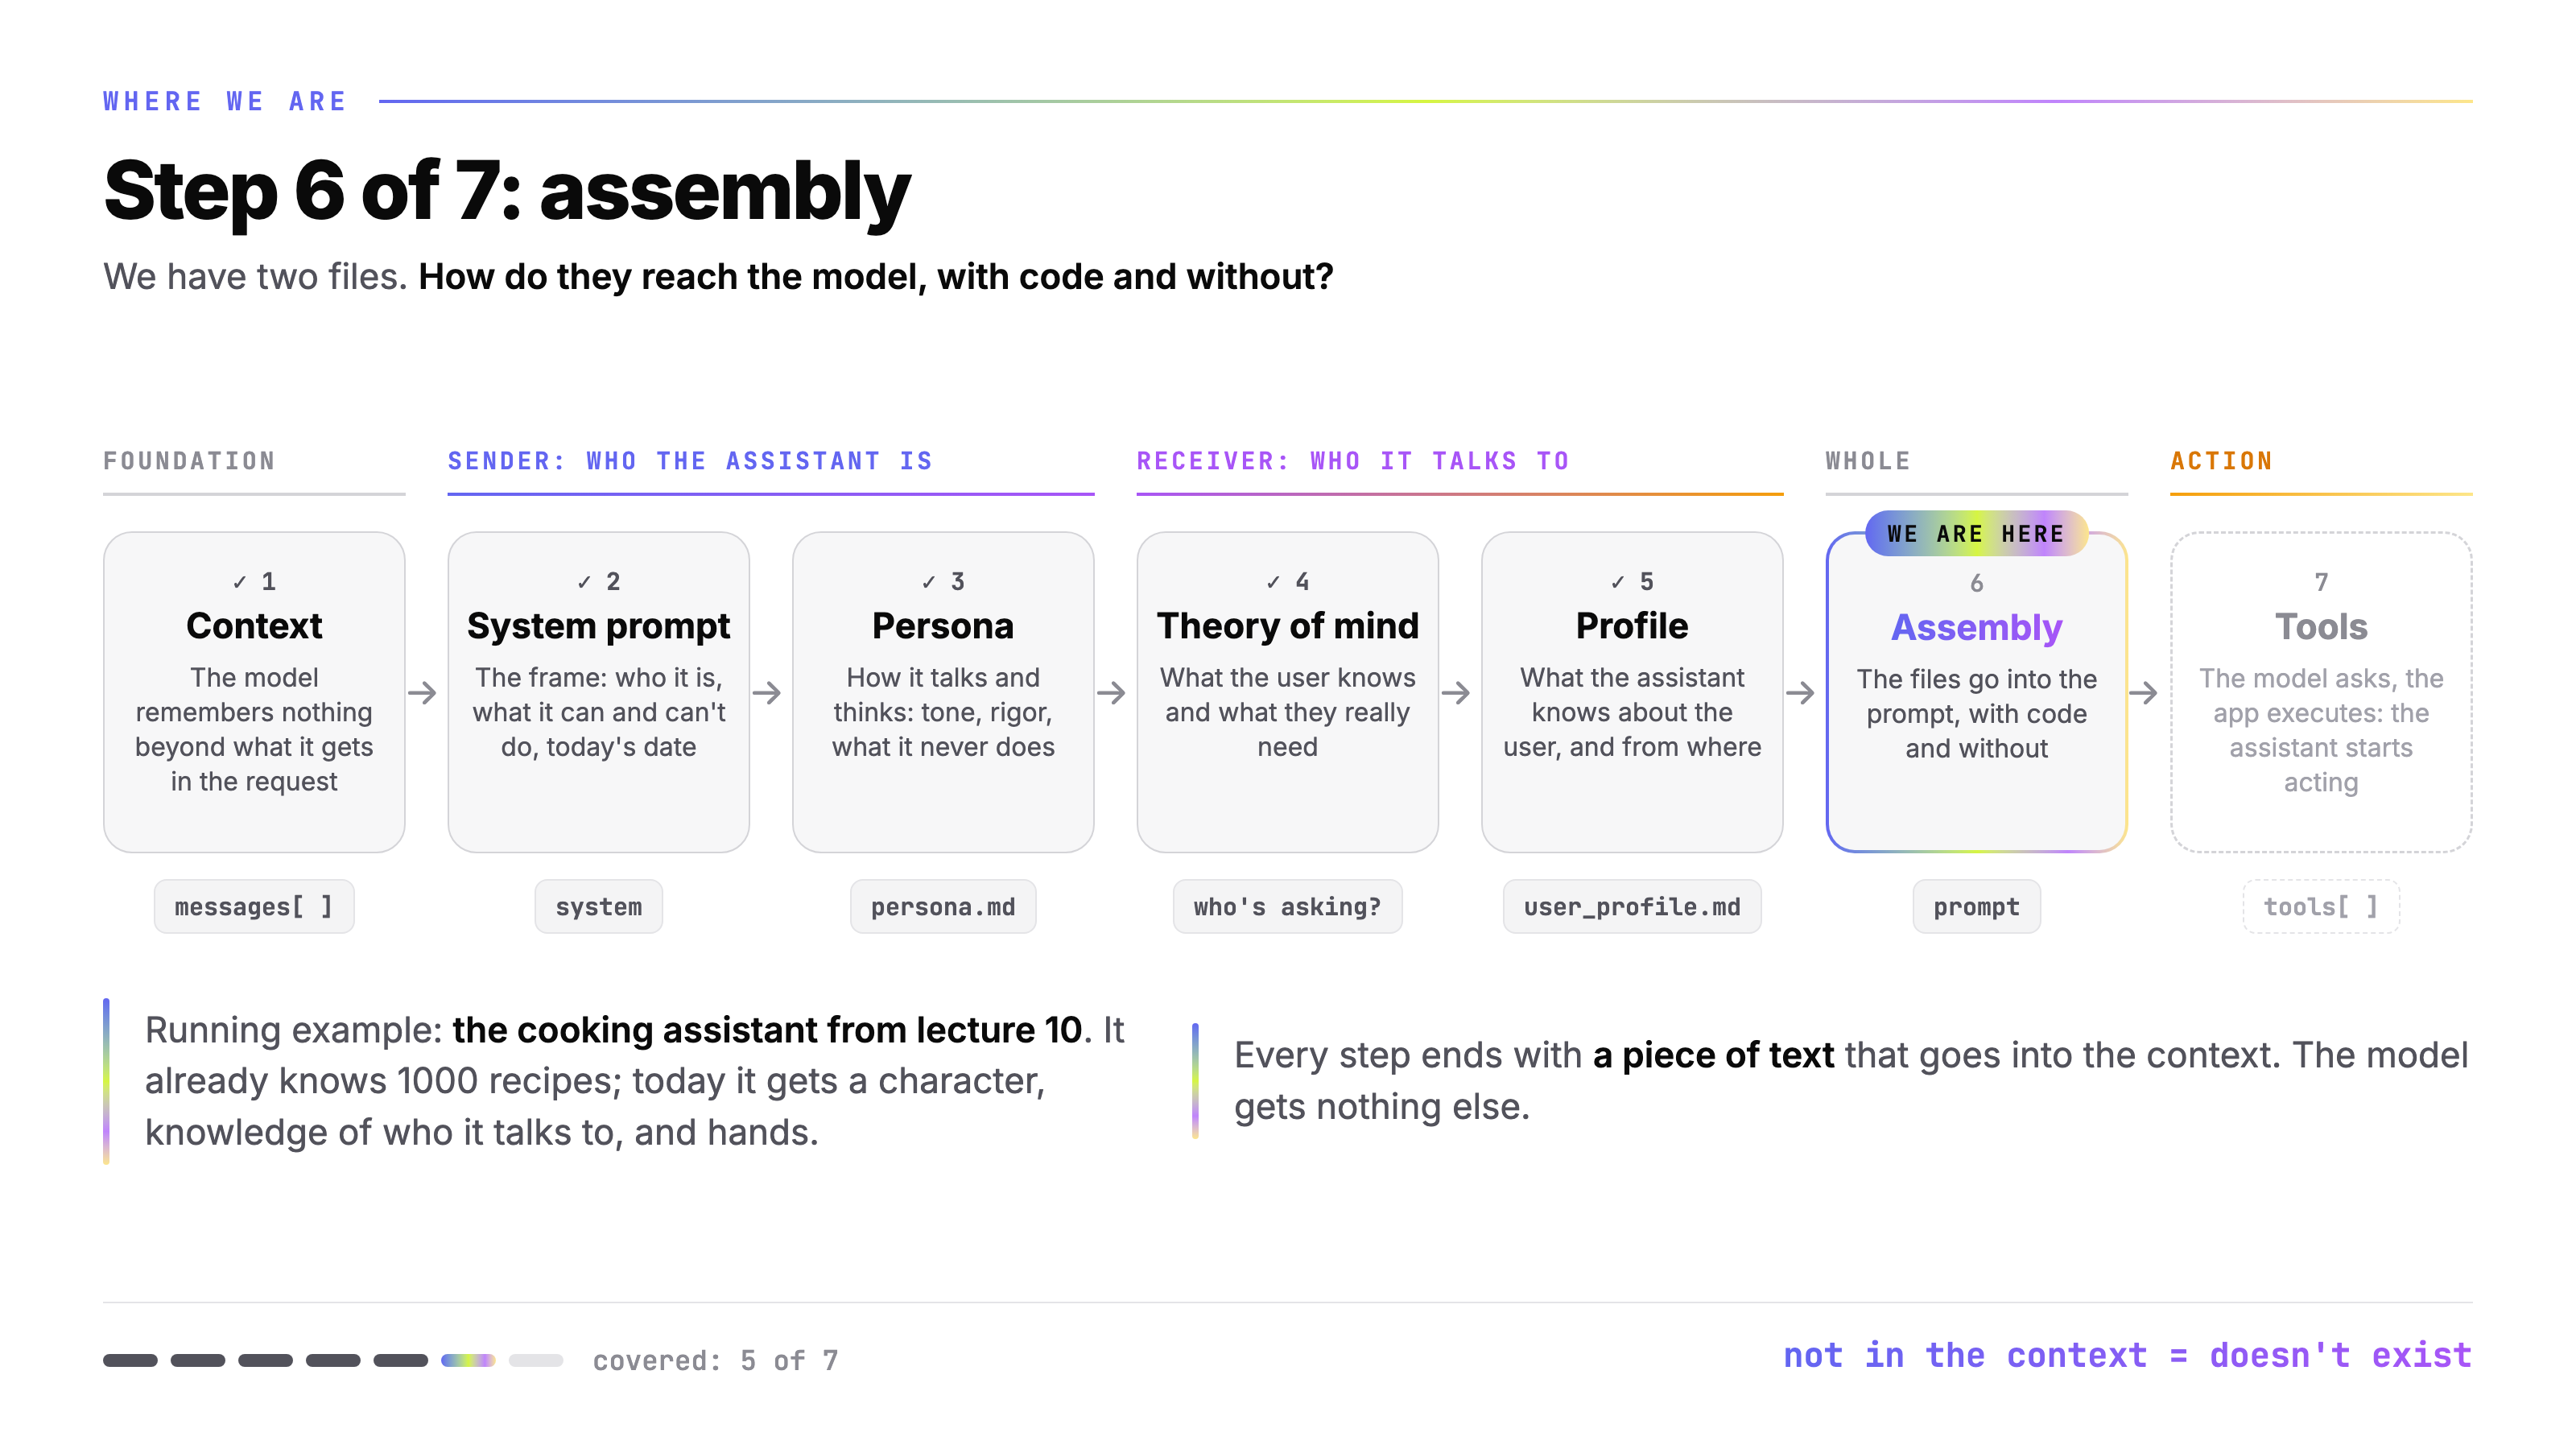 WHERE WE ARE
Step 6 of 7: assembly
We have two files. How do they reach the model, with code and without?
FOUNDATION
SENDER: WHO THE ASSISTANT IS
RECEIVER: WHO IT TALKS TO
WHOLE
ACTION
✓ 1
Context
The model
remembers nothing
beyond what it gets
in the request
messages[ ]
✓ 2
System prompt
The frame: who it is,
what it can and can't
do, today's date
system
✓ 3
Persona
How it talks and
thinks: tone, rigor,
what it never does
persona.md
✓ 4
Theory of mind
What the user knows
and what they really
need
who's asking?
✓ 5
Profile
What the assistant
knows about the
user, and from where
user_profile.md
WE ARE HERE
6
Assembly
The files go into the
prompt, with code
and without
prompt
7
Tools
The model asks, the
app executes: the
assistant starts
acting
tools[ ]
Running example: the cooking assistant from lecture 10. It
already knows 1000 recipes; today it gets a character,
knowledge of who it talks to, and hands.
Every step ends with a piece of text that goes into the context. The model
gets nothing else.
covered: 5 of 7
not in the context = doesn't exist